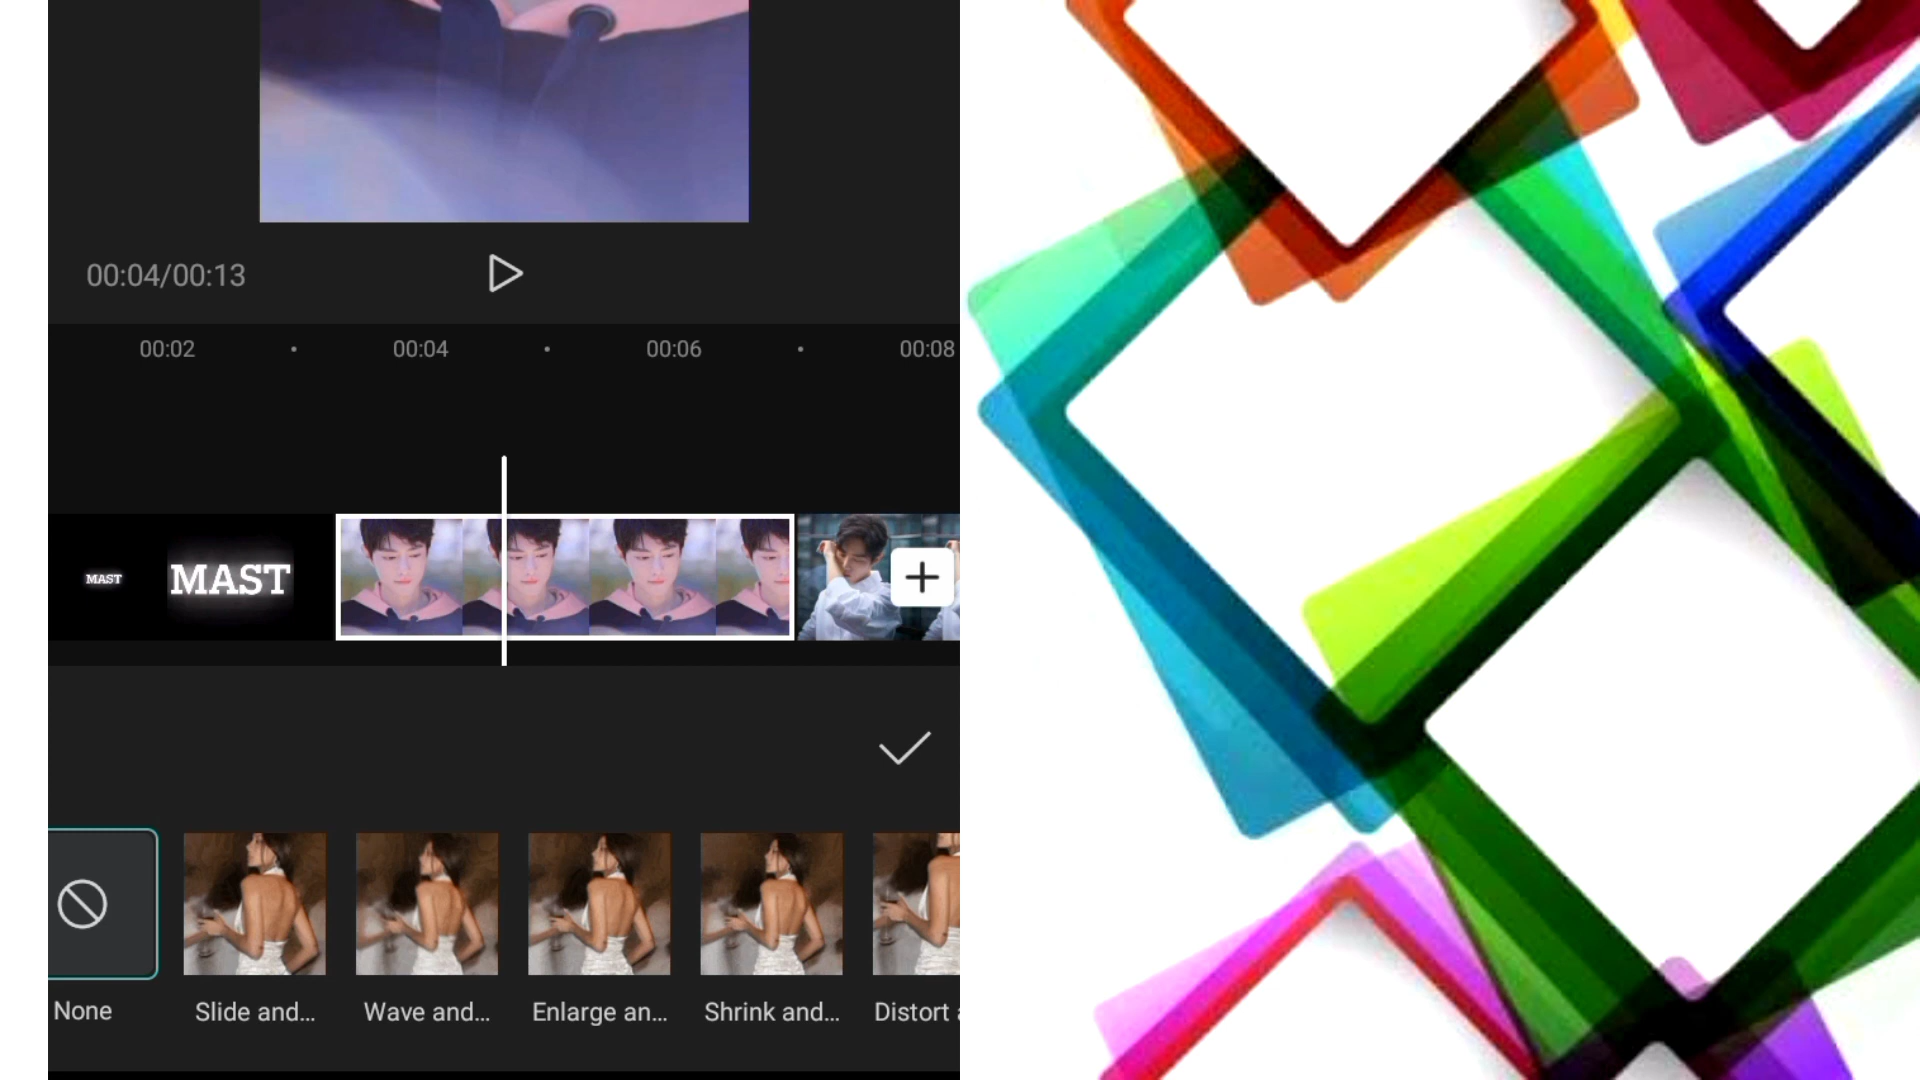 00:04/00:13
00:02 00:04 00:06 00:08
MAST MAST
None Slide and... Wave and... Enlarge an... Shrink and... Distort